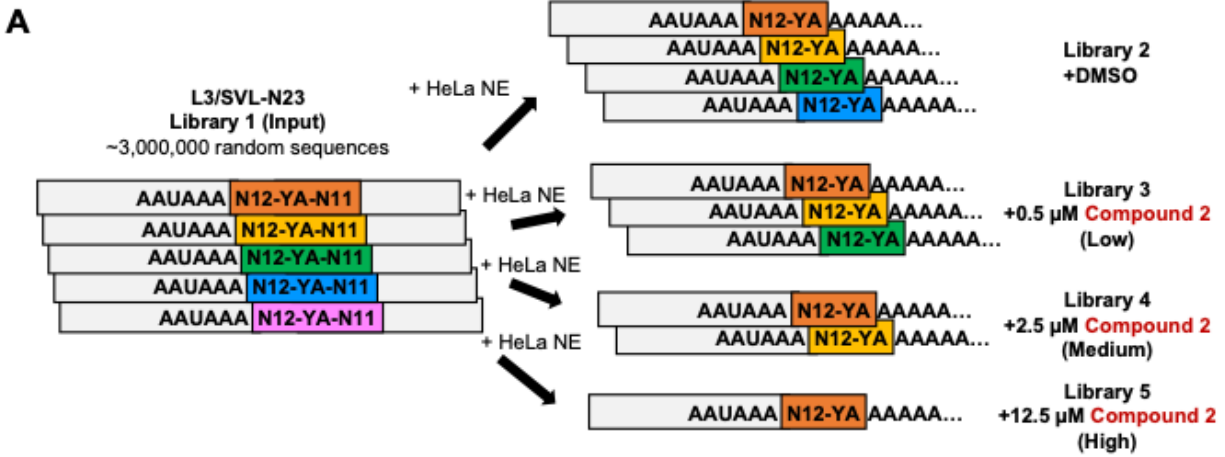 A
L3/SVL-N23
Library 1 (Input)
~3,000,000 random sequences
AAUAAA N12-YA-N11
AAUAAA N12-YA-N11
AAUAAA N12-YA-N11
AAUAAA N12-YA-N11
AAUAAA N12-YA-N11
+ HeLa NE
AAUAAA N12-YA AAAAA...
AAUAAA N12-YA AAAAA...
AAUAAA N12-YA AAAAA...
AAUAAA N12-YA AAAAA...
Library 2
+DMSO
+ HeLa NE
AAUAAA N12-YA AAAAA...
AAUAAA N12-YA AAAAA...
AAUAAA N12-YA AAAAA...
Library 3
+0.5 µM Compound 2
(Low)
+ HeLa NE
AAUAAA N12-YA AAAAA...
AAUAAA N12-YA AAAAA...
Library 4
+2.5 µM Compound 2
(Medium)
+ HeLa NE
AAUAAA N12-YA AAAAA...
Library 5
+12.5 µM Compound 2
(High)